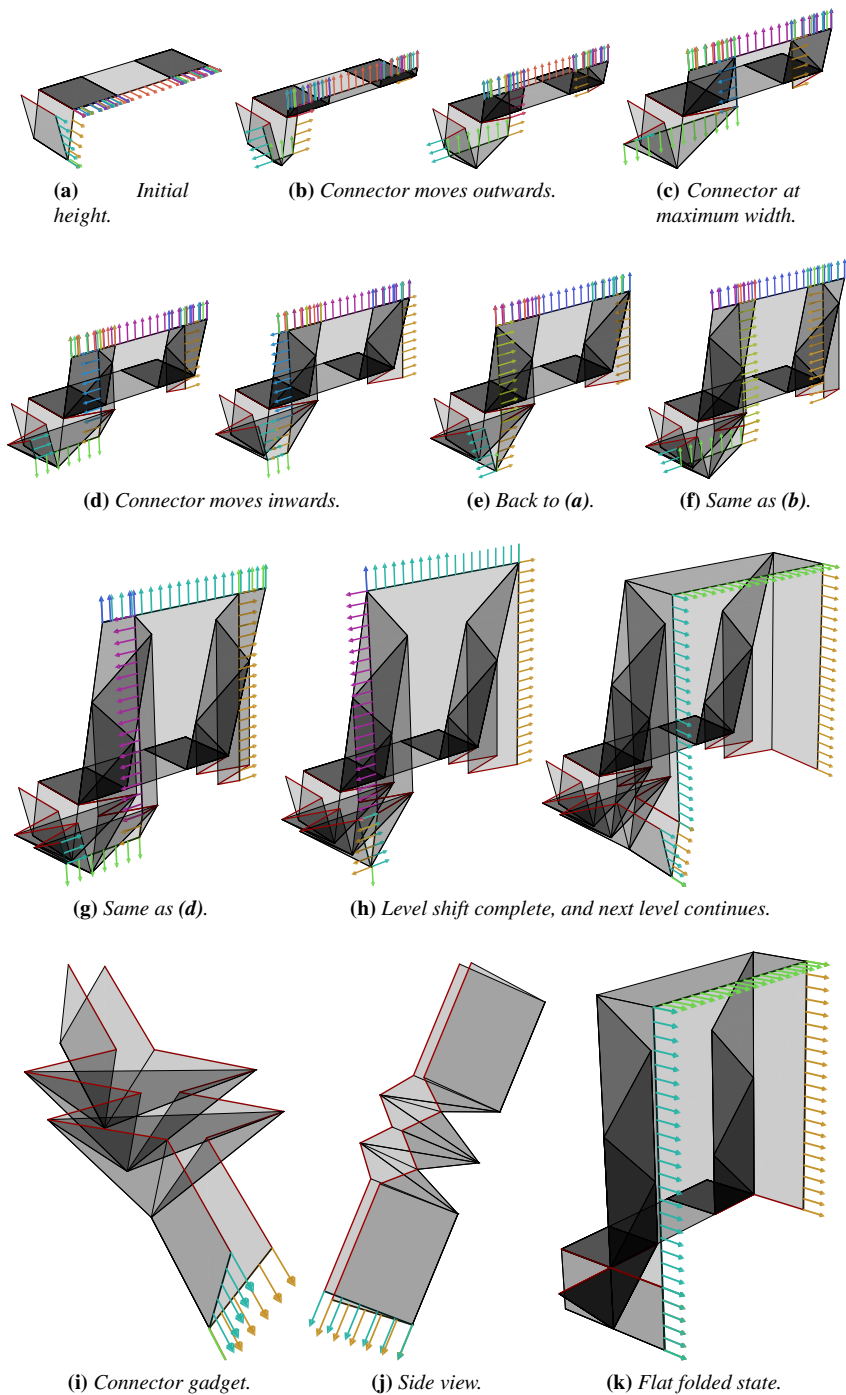 (a) Initial
height.
(b) Connector moves outwards.
(c) Connector at
maximum width.
(d) Connector moves inwards.
(e) Back to (a).
(f) Same as (b).
(g) Same as (d).
(h) Level shift complete, and next level continues.
(i) Connector gadget.
(j) Side view.
(k) Flat folded state.